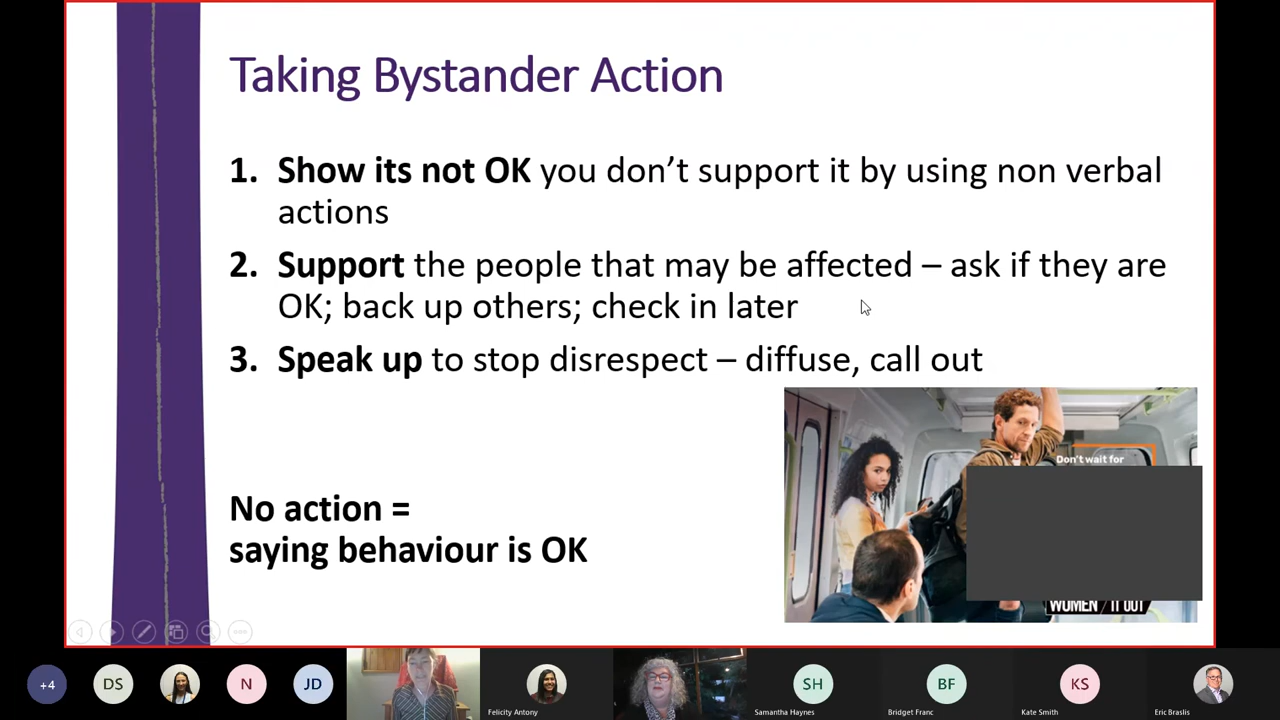 Taking Bystander Action
1. Show its not OK you don't support it by using non verbal
actions
2. Support the people that may be affected – ask if they are
OK; back up others; check in later
3. Speak up to stop disrespect – diffuse, call out
Don't wait for
No action =
saying behaviour is OK
WOMEN / IT OUT
+4
DS
N
JD
Felicity Antony
SH
Samantha Haynes
BF
Bridget Franc
KS
Kate Smith
Eric Braslis